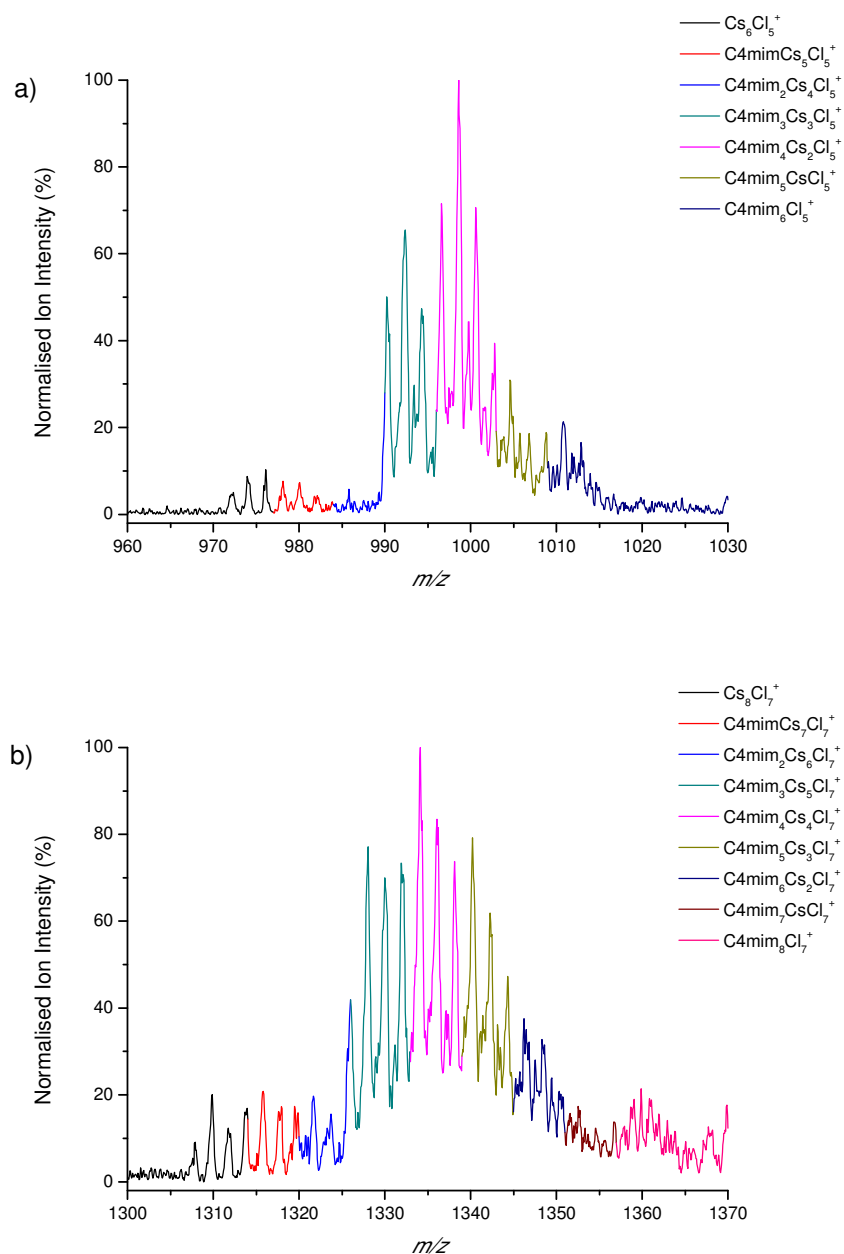 a)
Cs₆Cl₅⁺
C4mimCs₅Cl₅⁺
C4mim₂Cs₄Cl₅⁺
C4mim₃Cs₃Cl₅⁺
C4mim₄Cs₂Cl₅⁺
C4mim₅CsCl₅⁺
C4mim₆Cl₅⁺
Normalised Ion Intensity (%)
100
80
60
40
20
0
960 970 980 990 1000 1010 1020 1030
m/z
b)
Cs₈Cl₇⁺
C4mimCs₇Cl₇⁺
C4mim₂Cs₆Cl₇⁺
C4mim₃Cs₅Cl₇⁺
C4mim₄Cs₄Cl₇⁺
C4mim₅Cs₃Cl₇⁺
C4mim₆Cs₂Cl₇⁺
C4mim₇CsCl₇⁺
C4mim₈Cl₇⁺
Normalised Ion Intensity (%)
100
80
60
40
20
0
1300 1310 1320 1330 1340 1350 1360 1370
m/z